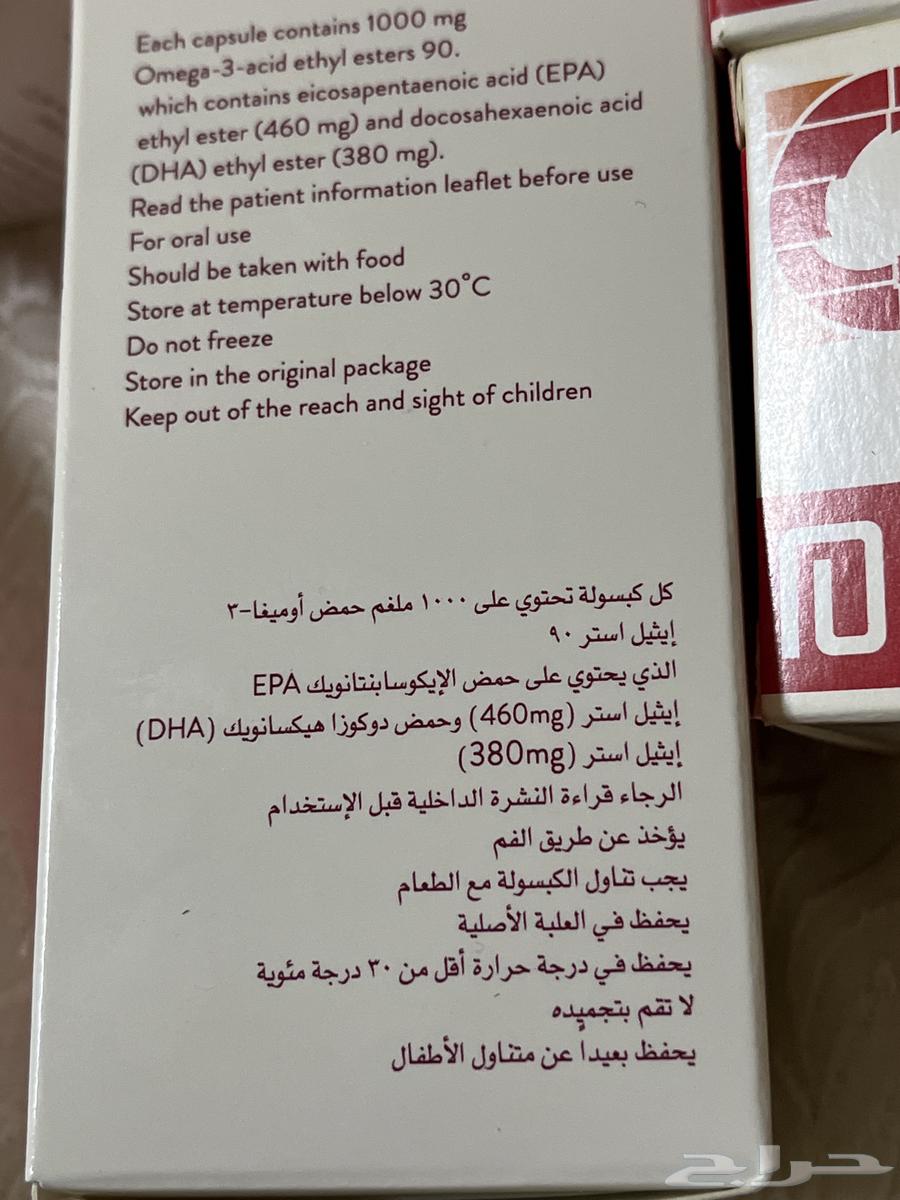 Each capsule contains 1000 mg
Omega-3-acid ethyl esters 90.
which contains eicosapentaenoic acid (EPA)
ethyl ester (460 mg) and docosahexaenoic acid
(DHA) ethyl ester (380 mg).
Read the patient information leaflet before use
For oral use
Should be taken with food
Store at temperature below 30°C
Do not freeze
Store in the original package
Keep out of the reach and sight of children
كل كبسولة تحتوي على ١٠٠٠ ملغم حمض أوميغا-٣
إيثيل استر ٩٠
الذي يحتوي على حمض الإيكوسابنتانويك EPA
إيثيل استر (460mg) وحمض دوكوزا هيكسانويك (DHA)
إيثيل استر (380mg)
الرجاء قراءة النشرة الداخلية قبل الإستخدام
يؤخذ عن طريق الفم
يجب تناول الكبسولة مع الطعام
يحفظ في العلبة الأصلية
يحفظ في درجة حرارة أقل من ٣٠ درجة مئوية
لا تقم بتجميده
يحفظ بعيداً عن متناول الأطفال
حراج